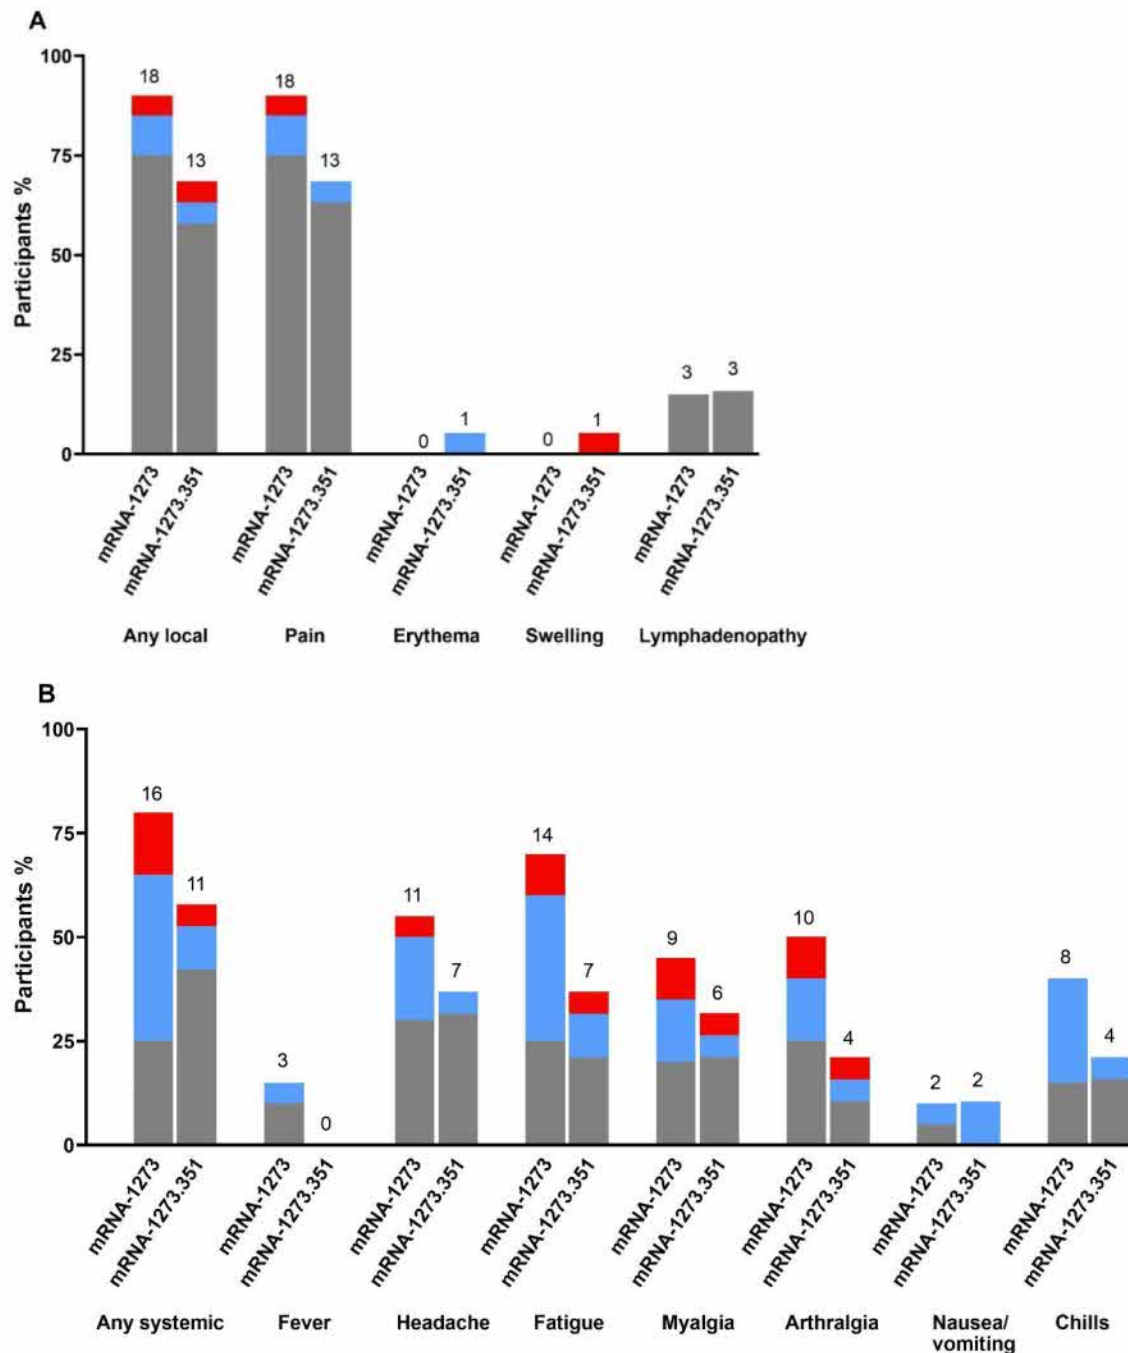 A
100
75
50
25
0
Participants %
18
13
18
13
0
1
0
1
3
3
mRNA-1273
mRNA-1273.351
mRNA-1273
mRNA-1273.351
mRNA-1273
mRNA-1273.351
mRNA-1273
mRNA-1273.351
mRNA-1273
mRNA-1273.351
Any local
Pain
Erythema
Swelling
Lymphadenopathy
B
100
75
50
25
0
Participants %
16
11
3
0
11
7
14
7
9
6
10
4
2
2
8
4
mRNA-1273
mRNA-1273.351
mRNA-1273
mRNA-1273.351
mRNA-1273
mRNA-1273.351
mRNA-1273
mRNA-1273.351
mRNA-1273
mRNA-1273.351
mRNA-1273
mRNA-1273.351
mRNA-1273
mRNA-1273.351
mRNA-1273
mRNA-1273.351
Any systemic
Fever
Headache
Fatigue
Myalgia
Arthralgia
Nausea/
vomiting
Chills